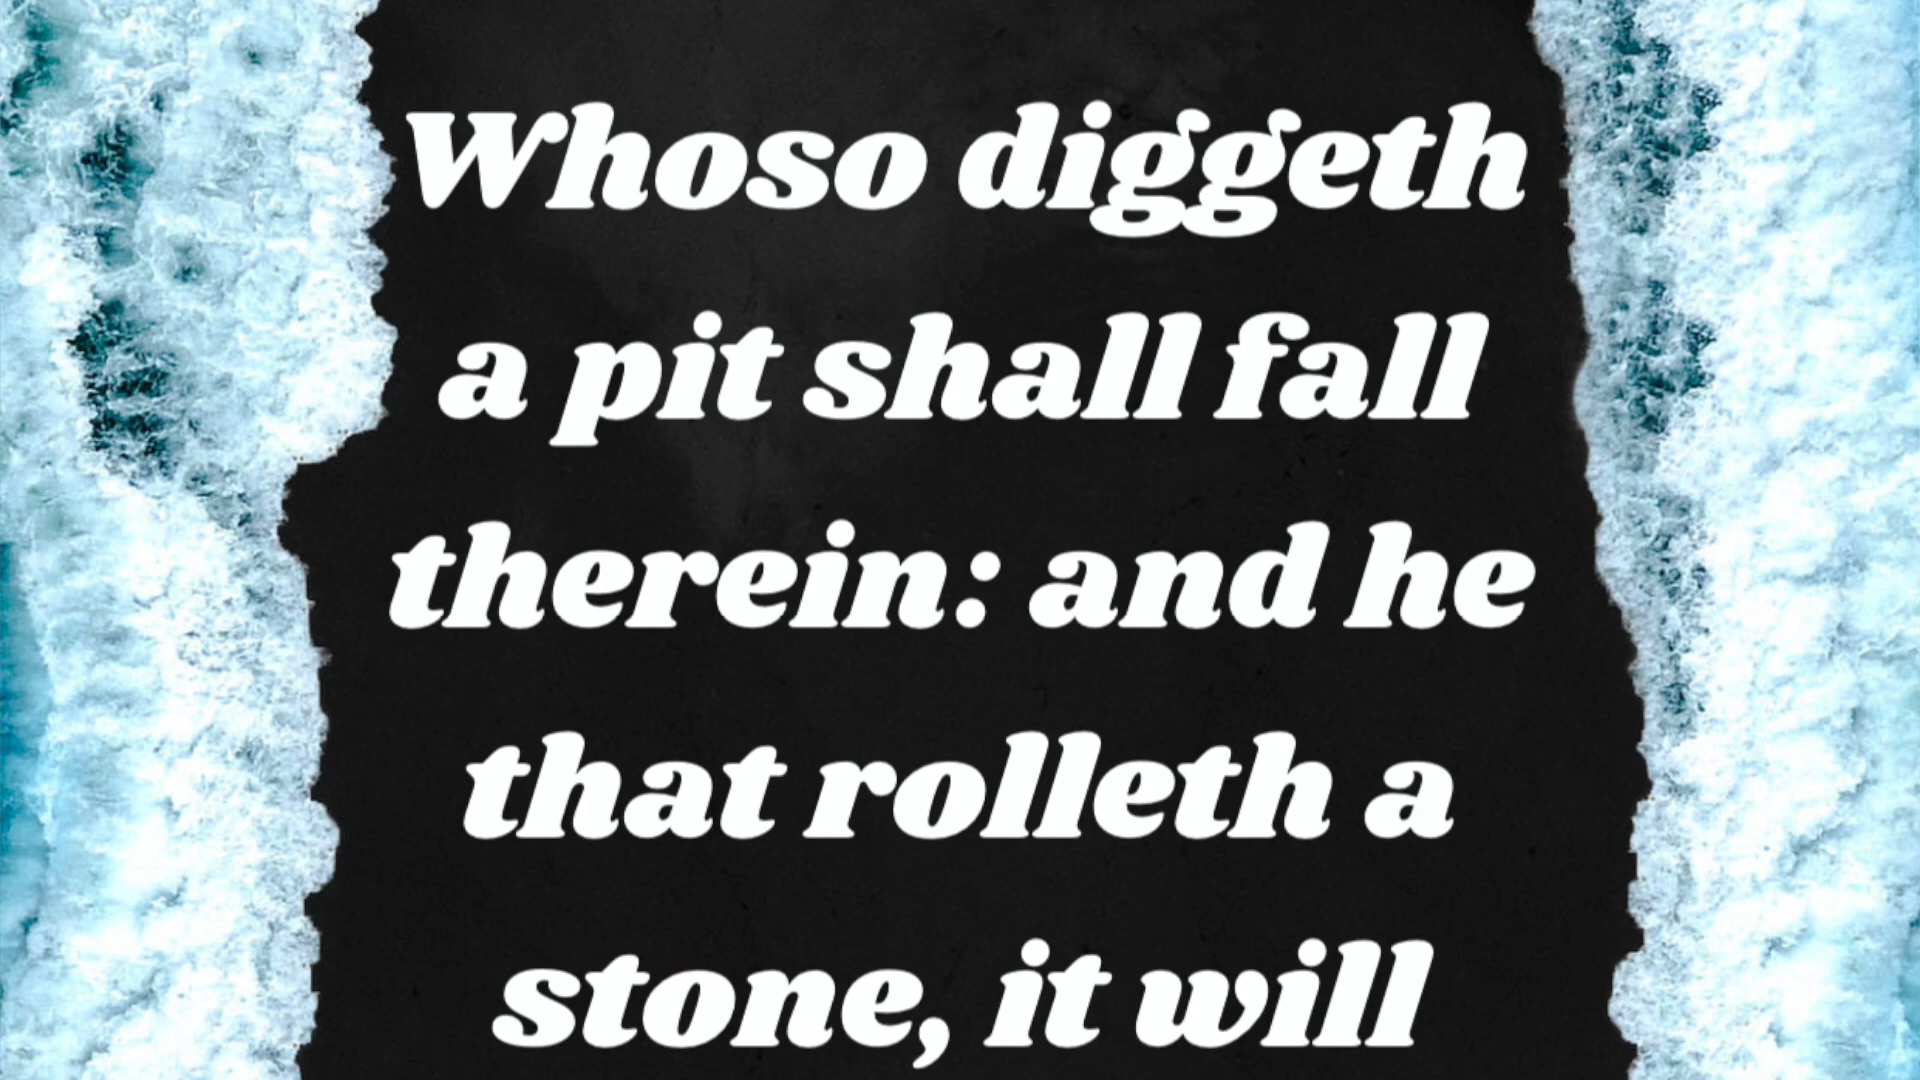 Whoso diggeth
a pit shall fall
therein: and he
that rolleth a
stone, it will